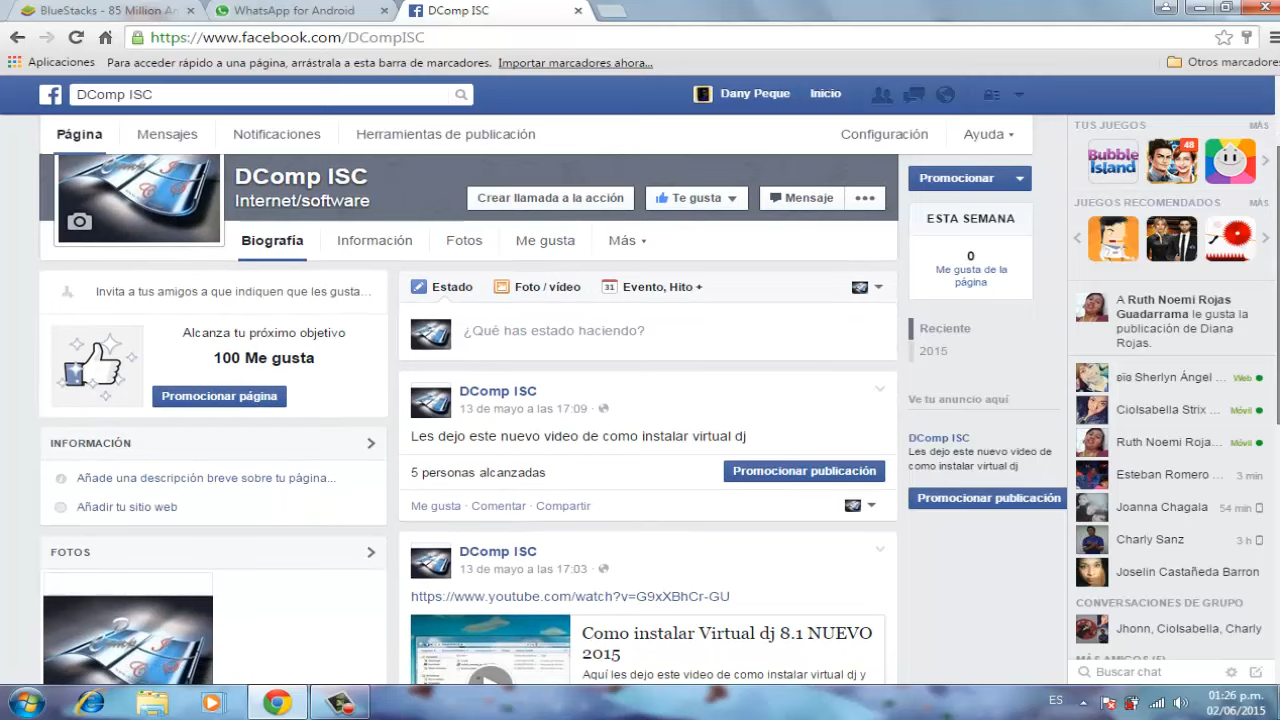 BlueStacks - 85 Million An
WhatsApp for Android
DComp ISC
https://www.facebook.com/DCompISC
Aplicaciones
Para acceder rápido a una página, arrástrala a esta barra de marcadores.
Importar marcadores ahora...
Otros marcadores
DComp ISC
Dany Peque
Inicio
Página
Mensajes
Notificaciones
Herramientas de publicación
Configuración
Ayuda
DComp ISC
Internet/software
Crear llamada a la acción
Te gusta
Mensaje
Biografía
Información
Fotos
Me gusta
Más
Invita a tus amigos a que indiquen que les gusta...
Alcanza tu próximo objetivo
100 Me gusta
Promocionar página
INFORMACIÓN
Añade una descripción breve sobre tu página...
Añadir tu sitio web
FOTOS
Estado
Foto / vídeo
31
Evento, Hito +
¿Qué has estado haciendo?
DComp ISC
13 de mayo a las 17:09
Les dejo este nuevo video de como instalar virtual dj
5 personas alcanzadas
Promocionar publicación
Me gusta · Comentar · Compartir
DComp ISC
13 de mayo a las 17:03
https://www.youtube.com/watch?v=G9xXBhCr-GU
Como instalar Virtual dj 8.1 NUEVO
2015
Aquí les dejo este video de como instalar virtual dj y
Promocionar
ESTA SEMANA
0
Me gusta de la
página
Reciente
2015
Ve tu anuncio aquí
DComp ISC
Les dejo este nuevo video de
como instalar virtual dj
Promocionar publicación
TUS JUEGOS
MÁS
Bubble
Island
48
JUEGOS RECOMENDADOS
MÁS
A Ruth Noemi Rojas
Guadarrama le gusta la
publicación de Diana
Rojas.
Sherlyn Ángel ...
Web
Ciolsabella Strix ...
Móvil
Ruth Noemi Roja...
Móvil
Esteban Romero ...
3 min
Joanna Chagala
54 min
Charly Sanz
3 h
Joselin Castañeda Barron
CONVERSACIONES DE GRUPO
Jhonn, Ciolsabella, Charly
MÁS AMIGOS (5)
Buscar chat
ES
01:26 p.m.
02/06/2015